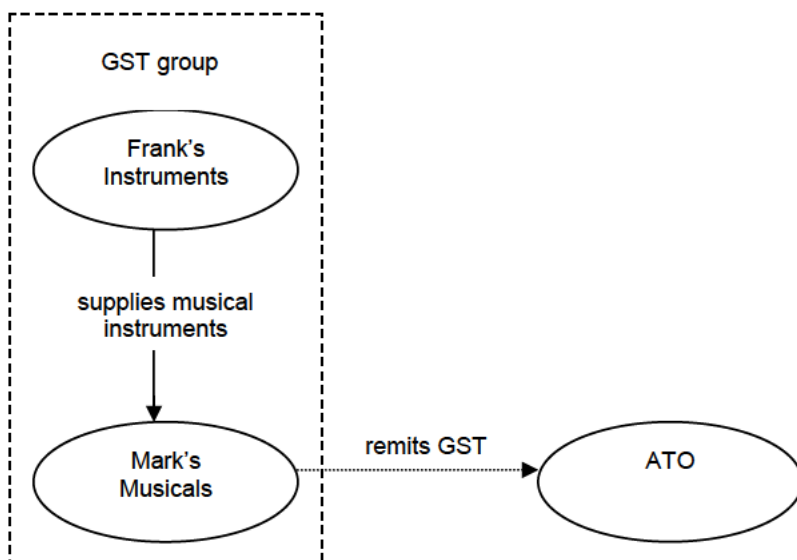 GST group
Frank's
Instruments
supplies musical
instruments
Mark's
Musicals
remits GST
ATO